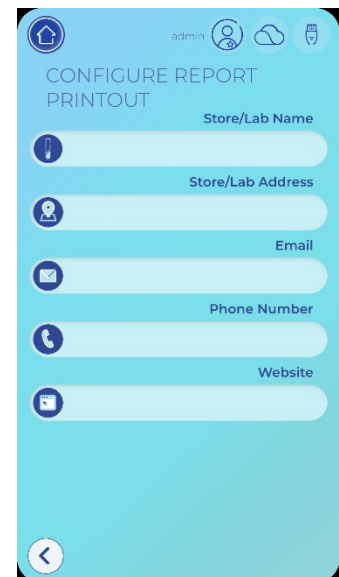 admin
CONFIGURE REPORT
PRINTOUT
Store/Lab Name
Store/Lab Address
Email
Phone Number
Website